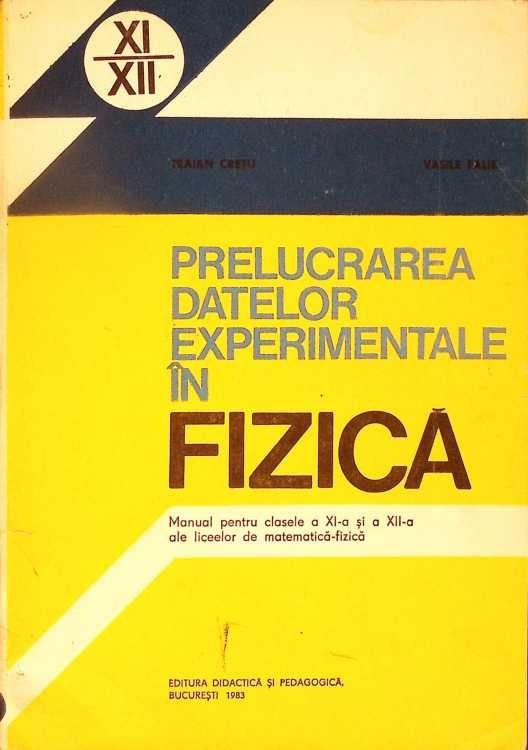 XI
XII
TRAIAN CREȚU VASILE FALIE
PRELUCRAREA
DATELOR
EXPERIMENTALE
ÎN
FIZICĂ
Manual pentru clasele a XI-a și a XII-a
ale liceelor de matematică-fizică
EDITURA DIDACTICĂ ȘI PEDAGOGICĂ,
BUCUREȘTI 1983